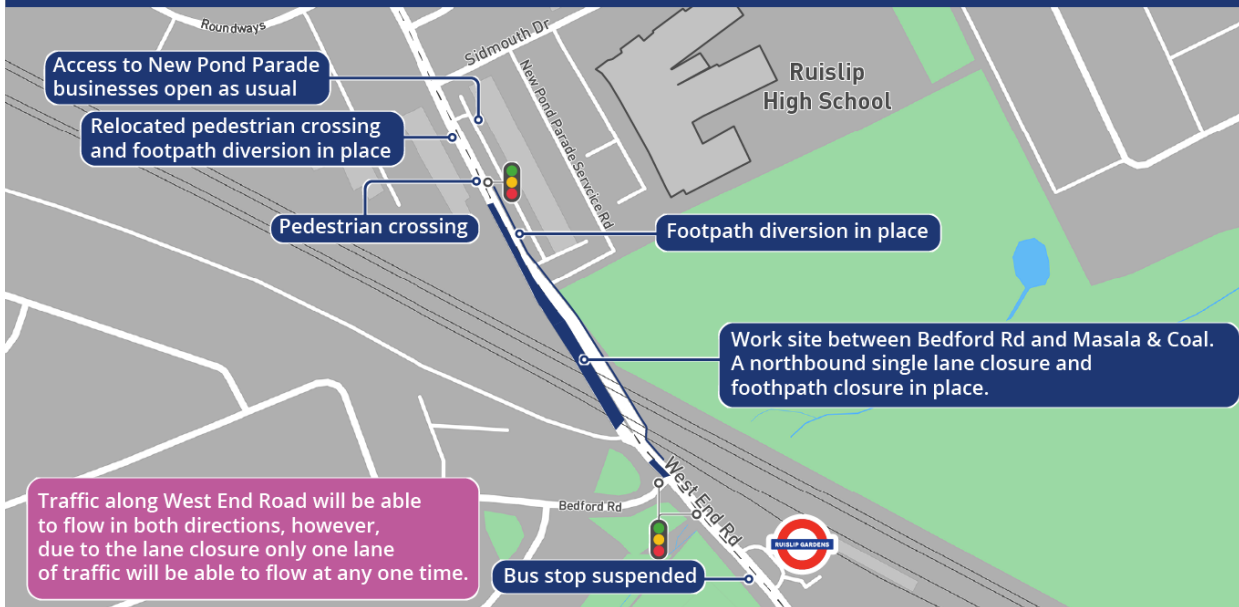 Roundways
Sidmouth Dr
Access to New Pond Parade
businesses open as usual
Ruislip
High School
Relocated pedestrian crossing
and footpath diversion in place
New Pond Parade Servcice Rd
Pedestrian crossing
Footpath diversion in place
Work site between Bedford Rd and Masala & Coal.
A northbound single lane closure and
foothpath closure in place.
West End Rd
Traffic along West End Road will be able
to flow in both directions, however,
due to the lane closure only one lane
of traffic will be able to flow at any one time.
Bedford Rd
RUISLIP GARDENS
Bus stop suspended